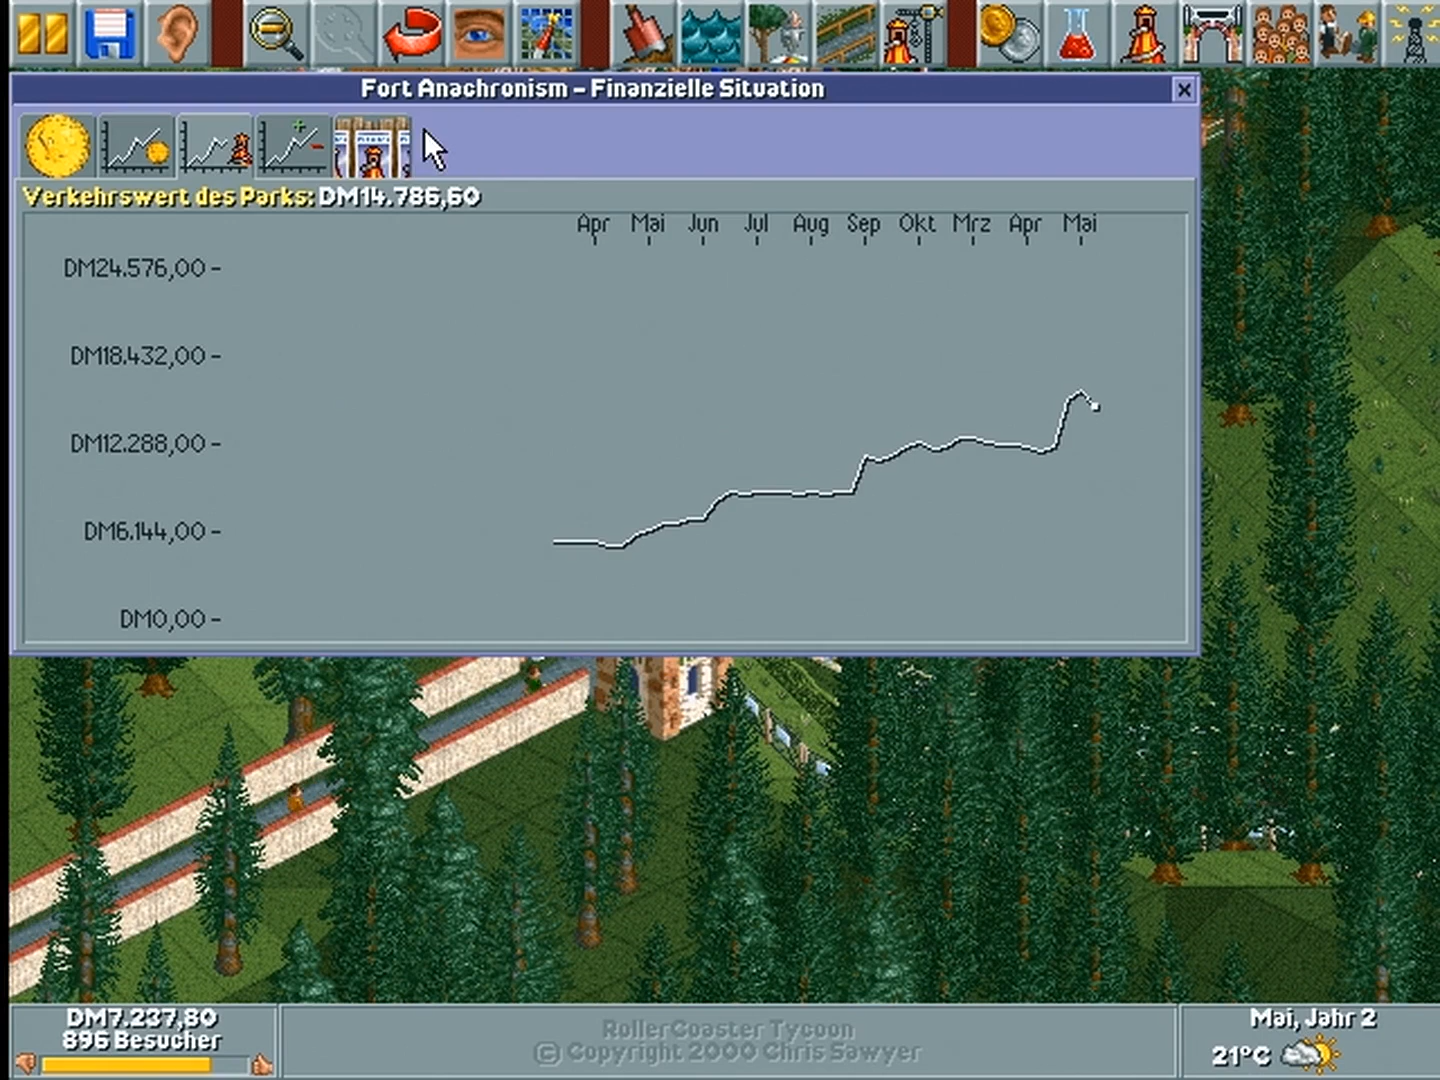 Fort Anachronism - Finanzielle Situation
Verkehrswert des Parks: DM14.786,60
Apr Mai Jun Jul Aug Sep Okt Mrz Apr Mai
DM24.576,00
DM18.432,00
DM12.288,00
DM6.144,00
DM0,00
DM7.237,80
896 Besucher
RollerCoaster Tycoon
© Copyright 2000 Chris Sawyer
Mai, Jahr 2
21°C